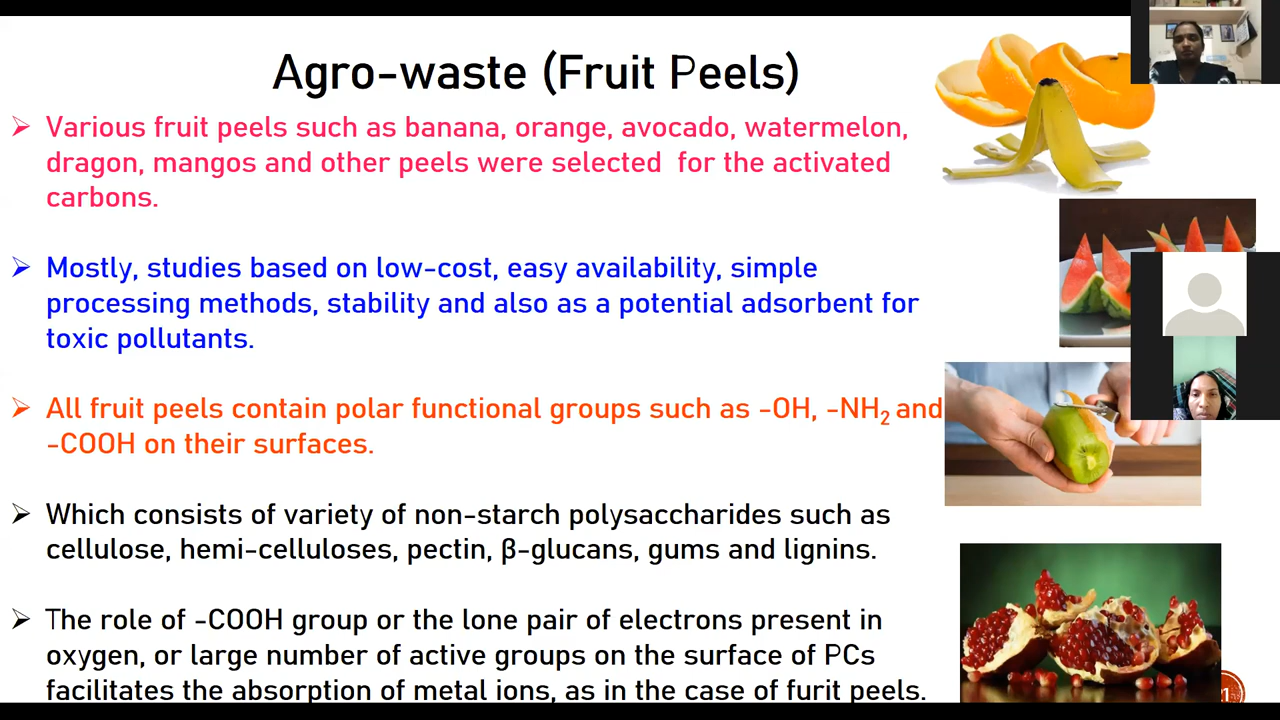 Agro-waste (Fruit Peels)
➢ Various fruit peels such as banana, orange, avocado, watermelon,
dragon, mangos and other peels were selected for the activated
carbons.
➢ Mostly, studies based on low-cost, easy availability, simple
processing methods, stability and also as a potential adsorbent for
toxic pollutants.
➢ All fruit peels contain polar functional groups such as -OH, -NH₂ and
-COOH on their surfaces.
➢ Which consists of variety of non-starch polysaccharides such as
cellulose, hemi-celluloses, pectin, β-glucans, gums and lignins.
➢ The role of -COOH group or the lone pair of electrons present in
oxygen, or large number of active groups on the surface of PCs
facilitates the absorption of metal ions, as in the case of furit peels.
21